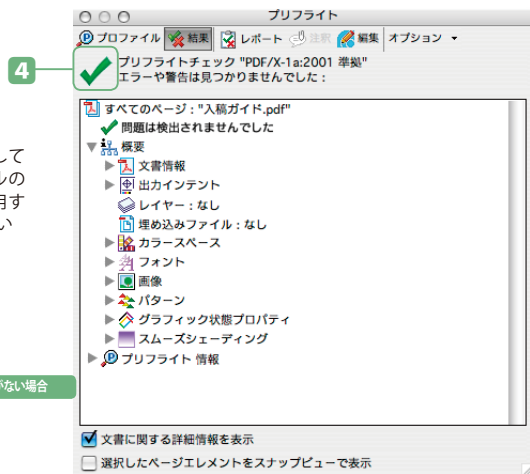 プリフライト
プロファイル 結果 レポート 注釈 編集 オプション
4
プリフライトチェック "PDF/X-1a:2001 準拠"
エラーや警告は見つかりませんでした：
すべてのページ："入稿ガイド.pdf"
問題は検出されませんでした
概要
文書情報
出力インテント
レイヤー：なし
埋め込みファイル：なし
カラースペース
フォント
画像
パターン
グラフィック状態プロパティ
スムーズシェーディング
プリフライト 情報
して
ルの
用す
い
がない場合
文書に関する詳細情報を表示
選択したページエレメントをスナップビューで表示